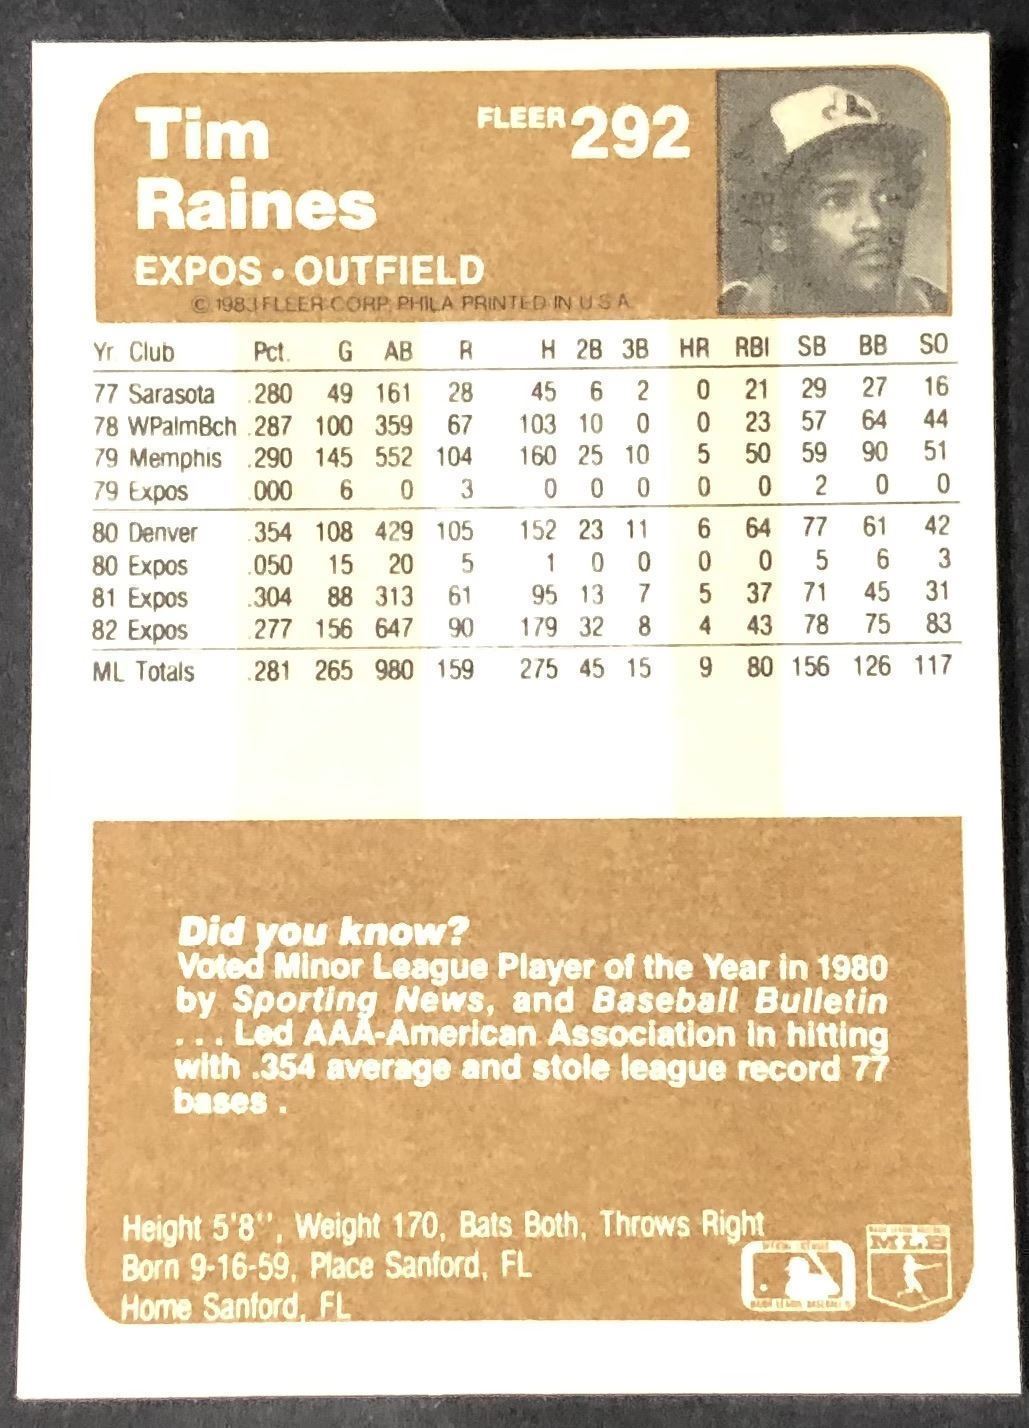 Tim
Raines
FLEER 292
EXPOS • OUTFIELD
© 1983 FLEER CORP. PHILA. PRINTED IN U.S.A.
Yr. Club Pct. G AB R H 2B 3B HR RBI SB BB SO
77 Sarasota .280 49 161 28 45 6 2 0 21 29 27 16
78 WPalmBch .287 100 359 67 103 10 0 0 23 57 64 44
79 Memphis .290 145 552 104 160 25 10 5 50 59 90 51
79 Expos .000 6 0 3 0 0 0 0 0 2 0 0
80 Denver .354 108 429 105 152 23 11 6 64 77 61 42
80 Expos .050 15 20 5 1 0 0 0 0 5 6 3
81 Expos .304 88 313 61 95 13 7 5 37 71 45 31
82 Expos .277 156 647 90 179 32 8 4 43 78 75 83
ML Totals .281 265 980 159 275 45 15 9 80 156 126 117
Did you know?
Voted Minor League Player of the Year in 1980
by Sporting News, and Baseball Bulletin
...Led AAA-American Association in hitting
with .354 average and stole league record 77
bases .
Height 5'8", Weight 170, Bats Both, Throws Right
Born 9-16-59, Place Sanford, FL
Home Sanford, FL
MLB